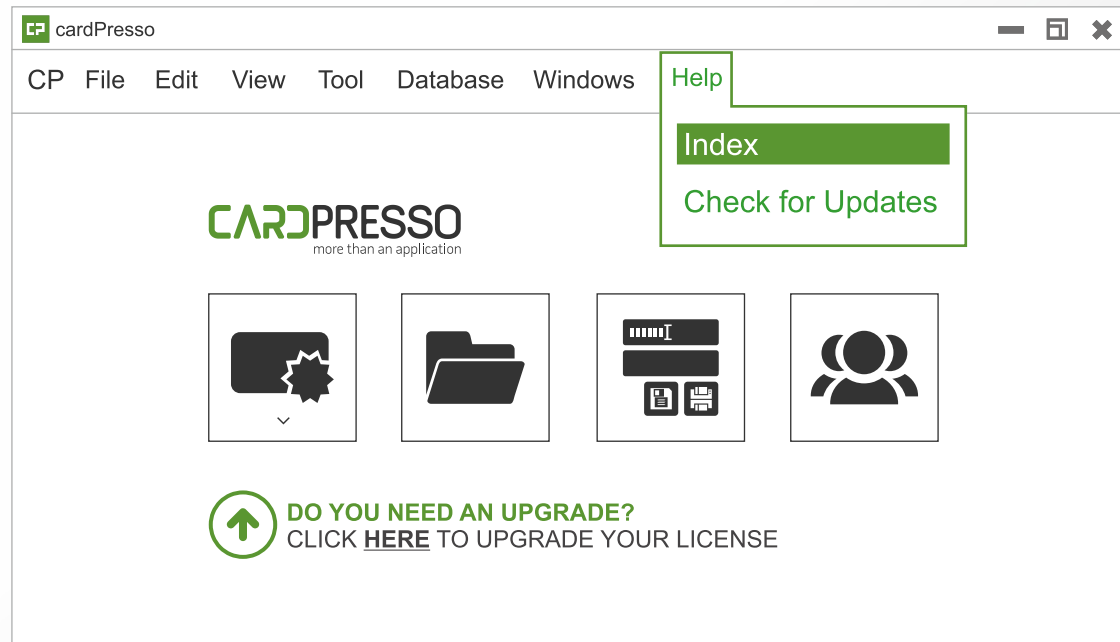 CP cardPresso
CP File Edit View Tool Database Windows Help
Index
Check for Updates
CARDPRESSO
more than an application
DO YOU NEED AN UPGRADE?
CLICK HERE TO UPGRADE YOUR LICENSE